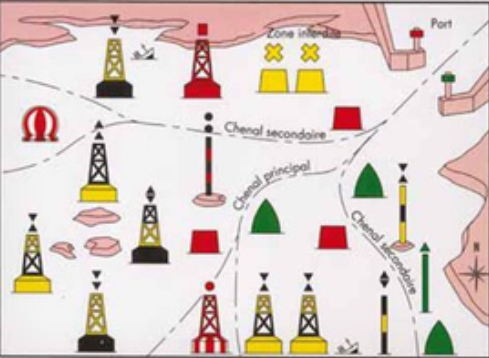 Port
Zone interdite
Chenal secondaire
Chenal principal
Chenal secondaire
N